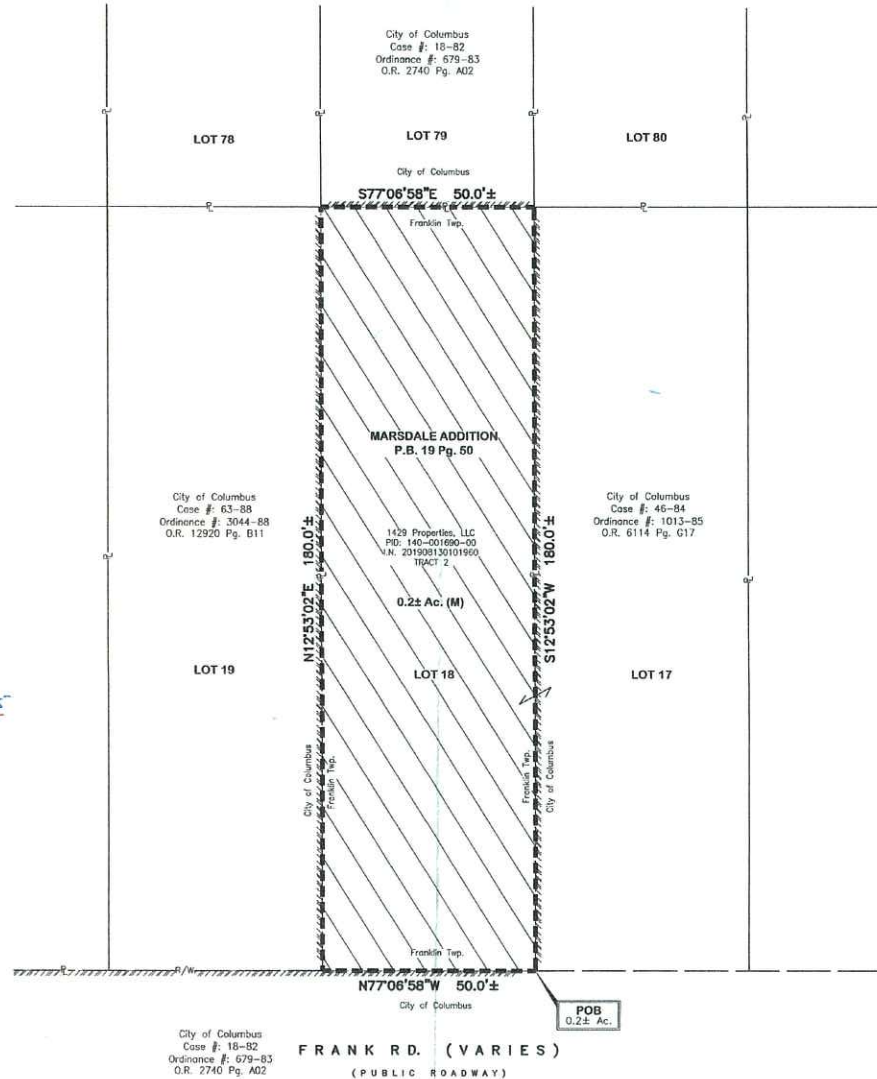 City of Columbus
Case #: 18-82
Ordinance #: 679-83
O.R. 2740 Pg. A02
LOT 78
LOT 79
LOT 80
City of Columbus
S77°06'58"E 50.0'±
Franklin Twp.
MARSDALE ADDITION
P.B. 19 Pg. 50
City of Columbus
Case #: 63-88
Ordinance #: 3044-88
O.R. 12920 Pg. B11
1429 Properties, LLC
PID: 140-001690-00
I.N. 201908130101960
TRACT 2
City of Columbus
Case #: 46-84
Ordinance #: 1013-85
O.R. 6114 Pg. G17
N12°53'02"E 180.0'±
0.2± Ac. (M)
S12°53'02"W 180.0'±
LOT 19
LOT 18
LOT 17
City of Columbus
Franklin Twp.
Franklin Twp.
City of Columbus
Franklin Twp.
R/W
N77°06'58"W 50.0'±
City of Columbus
POB
0.2± Ac.
City of Columbus
Case #: 18-82
Ordinance #: 679-83
O.R. 2740 Pg. A02
FRANK RD. (VARIES)
(PUBLIC ROADWAY)